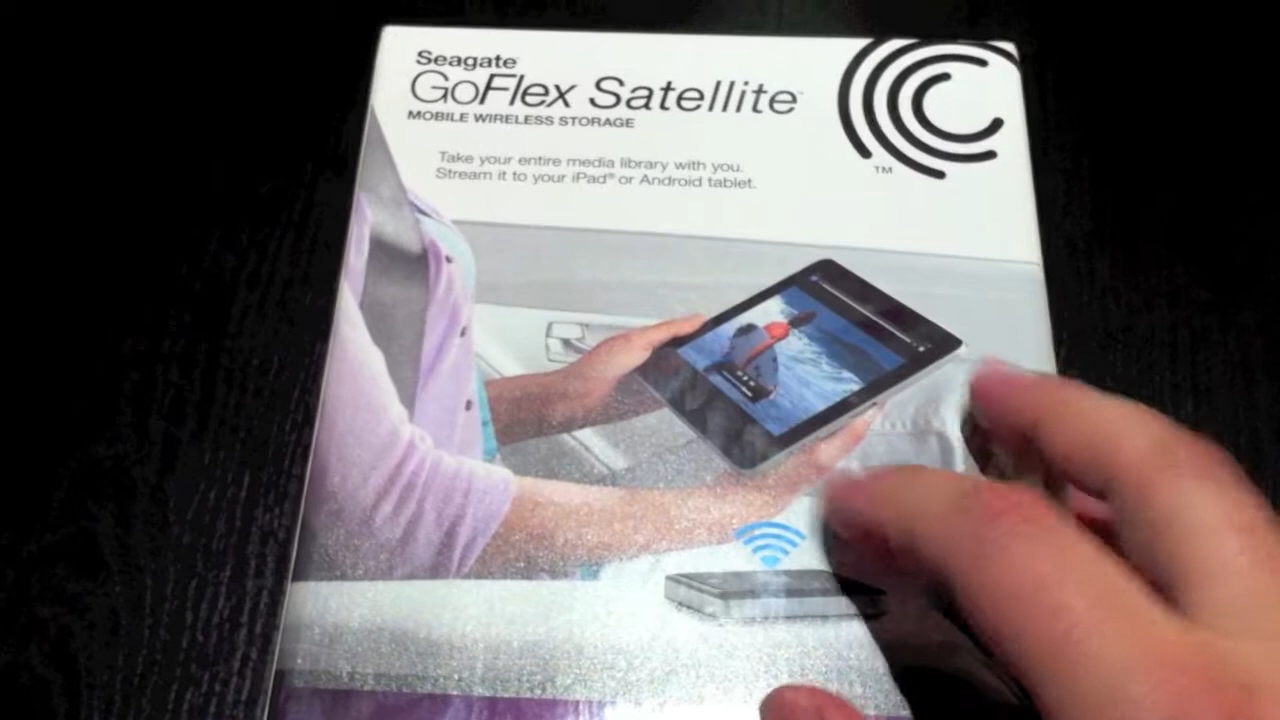 Seagate
GoFlex Satellite™
MOBILE WIRELESS STORAGE
Take your entire media library with you.
Stream it to your iPad® or Android tablet.
TM